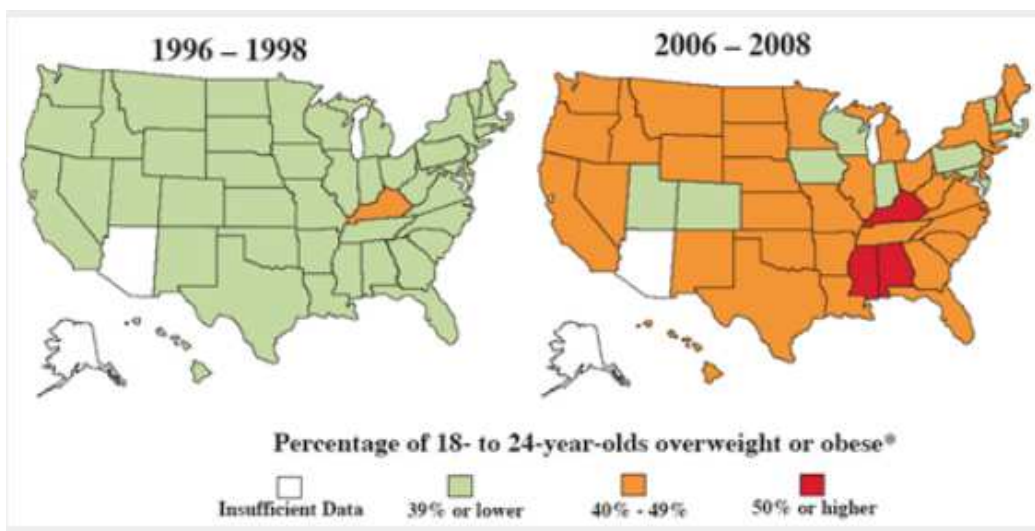 1996 – 1998
2006 – 2008
Percentage of 18- to 24-year-olds overweight or obese*
Insufficient Data
39% or lower
40% - 49%
50% or higher